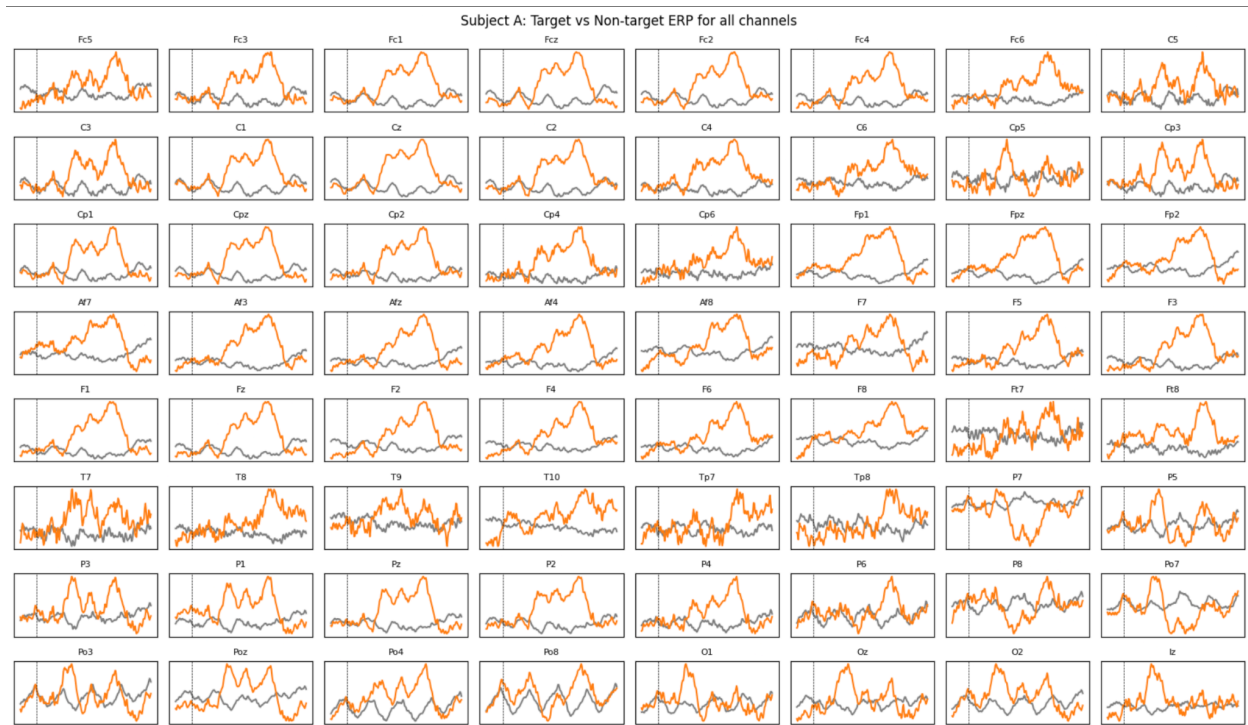 Subject A: Target vs Non-target ERP for all channels
Fc5 Fc3 Fc1 Fcz Fc2 Fc4 Fc6 C5
C3 C1 Cz C2 C4 C6 Cp5 Cp3
Cp1 Cpz Cp2 Cp4 Cp6 Fp1 Fpz Fp2
Af7 Af3 Afz Af4 Af8 F7 F5 F3
F1 Fz F2 F4 F6 F8 Ft7 Ft8
T7 T8 T9 T10 Tp7 Tp8 P7 P5
P3 P1 Pz P2 P4 P6 P8 Po7
Po3 Poz Po4 Po8 O1 Oz O2 Iz